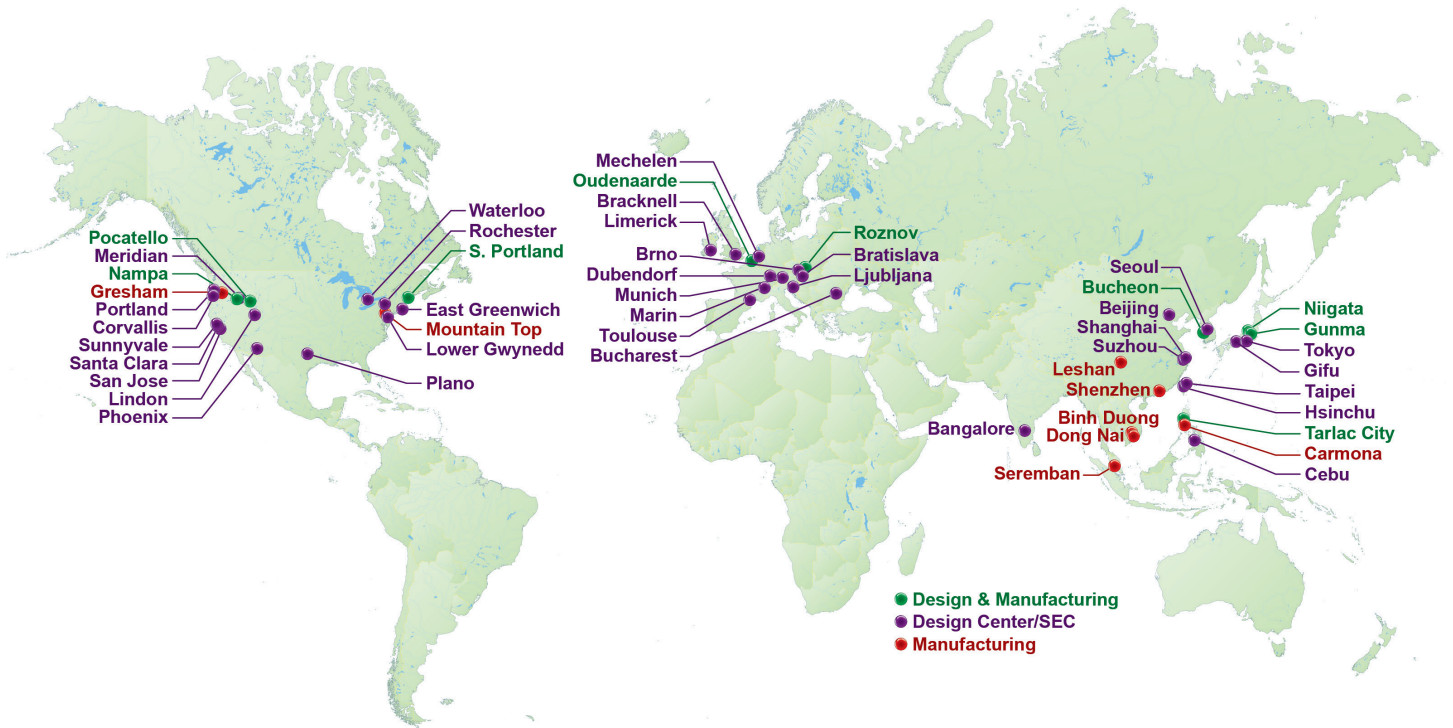 Pocatello
Meridian
Nampa
Gresham
Portland
Corvallis
Sunnyvale
Santa Clara
San Jose
Lindon
Phoenix
Waterloo
Rochester
S. Portland
East Greenwich
Mountain Top
Lower Gwynedd
Plano
Mechelen
Oudenaarde
Bracknell
Limerick
Brno
Dubendorf
Munich
Marin
Toulouse
Bucharest
Roznov
Bratislava
Ljubljana
Seoul
Bucheon
Beijing
Shanghai
Suzhou
Leshan
Shenzhen
Binh Duong
Dong Nai
Bangalore
Seremban
Niigata
Gunma
Tokyo
Gifu
Taipei
Hsinchu
Tarlac City
Carmona
Cebu
Design & Manufacturing
Design Center/SEC
Manufacturing